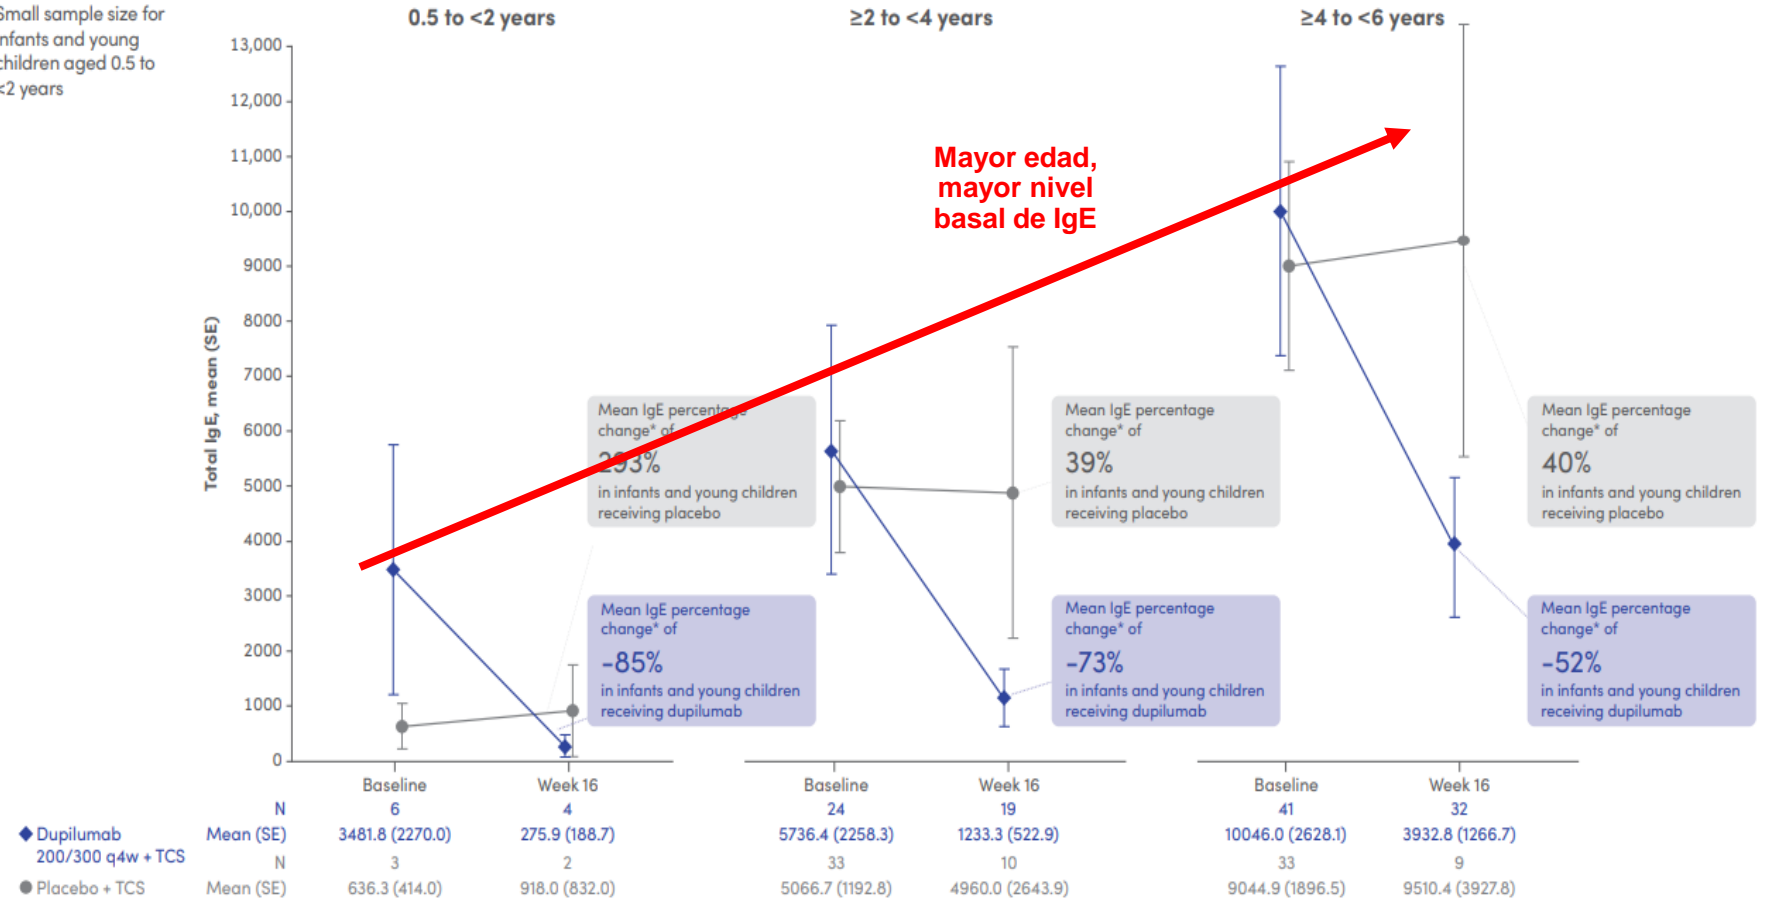 Small sample size for
infants and young
children aged 0.5 to
<2 years
0.5 to <2 years
≥2 to <4 years
≥4 to <6 years
Total IgE, mean (SE)
13,000
12,000
11,000
10,000
9000
8000
7000
6000
5000
4000
3000
2000
1000
0
Mayor edad,
mayor nivel
basal de IgE
Mean IgE percentage
change* of
293%
in infants and young children
receiving placebo
Mean IgE percentage
change* of
-85%
in infants and young children
receiving dupilumab
Mean IgE percentage
change* of
39%
in infants and young children
receiving placebo
Mean IgE percentage
change* of
-73%
in infants and young children
receiving dupilumab
Mean IgE percentage
change* of
40%
in infants and young children
receiving placebo
Mean IgE percentage
change* of
-52%
in infants and young children
receiving dupilumab
Baseline Week 16 Baseline Week 16 Baseline Week 16
N 6 4 24 19 41 32
Dupilumab Mean (SE) 3481.8 (2270.0) 275.9 (188.7) 5736.4 (2258.3) 1233.3 (522.9) 10046.0 (2628.1) 3932.8 (1266.7)
200/300 q4w + TCS N 3 2 33 10 33 9
Placebo + TCS Mean (SE) 636.3 (414.0) 918.0 (832.0) 5066.7 (1192.8) 4960.0 (2643.9) 9044.9 (1896.5) 9510.4 (3927.8)